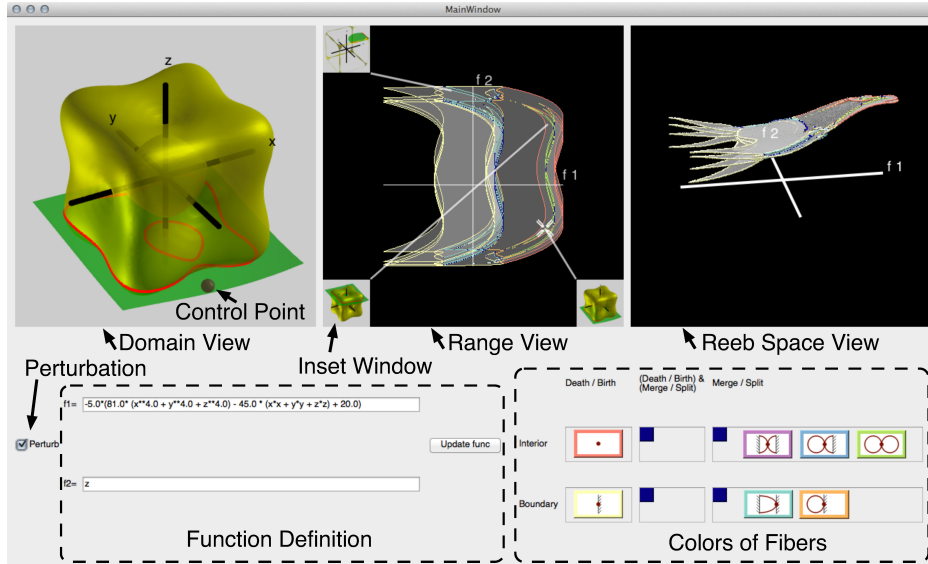 MainWindow
z
y
x
f 2
f 1
f 2
f 1
Control Point
Domain View
Inset Window
Range View
Reeb Space View
Perturbation
f1= -5.0*(81.0* (x**4.0 + y**4.0 + z**4.0) - 45.0 * (x*x + y*y + z*z) + 20.0)
Perturb
Update func
f2= z
Function Definition
Death / Birth
(Death / Birth) &
(Merge / Split)
Merge / Split
Interior
Boundary
Colors of Fibers